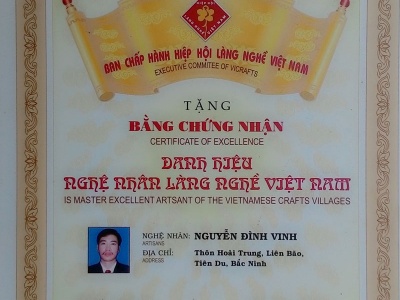 BAN CHẤP HÀNH HIỆP HỘI LÀNG NGHỀ VIỆT NAM
EXECUTIVE COMMITEE OF VICRAFTS
TẶNG
BẰNG CHỨNG NHẬN
CERTIFICATE OF EXCELLENCE
DANH HIỆU
NGHỆ NHÂN LÀNG NGHỀ VIỆT NAM
IS MASTER EXCELLENT ARTSANT OF THE VIETNAMESE CRAFTS VILLAGES
NGHỆ NHÂN: NGUYỄN ĐÌNH VINH
ARTISANS
ĐỊA CHỈ: Thôn Hoài Trung, Liên Bão,
ADDRESS
Tiên Du, Bắc Ninh